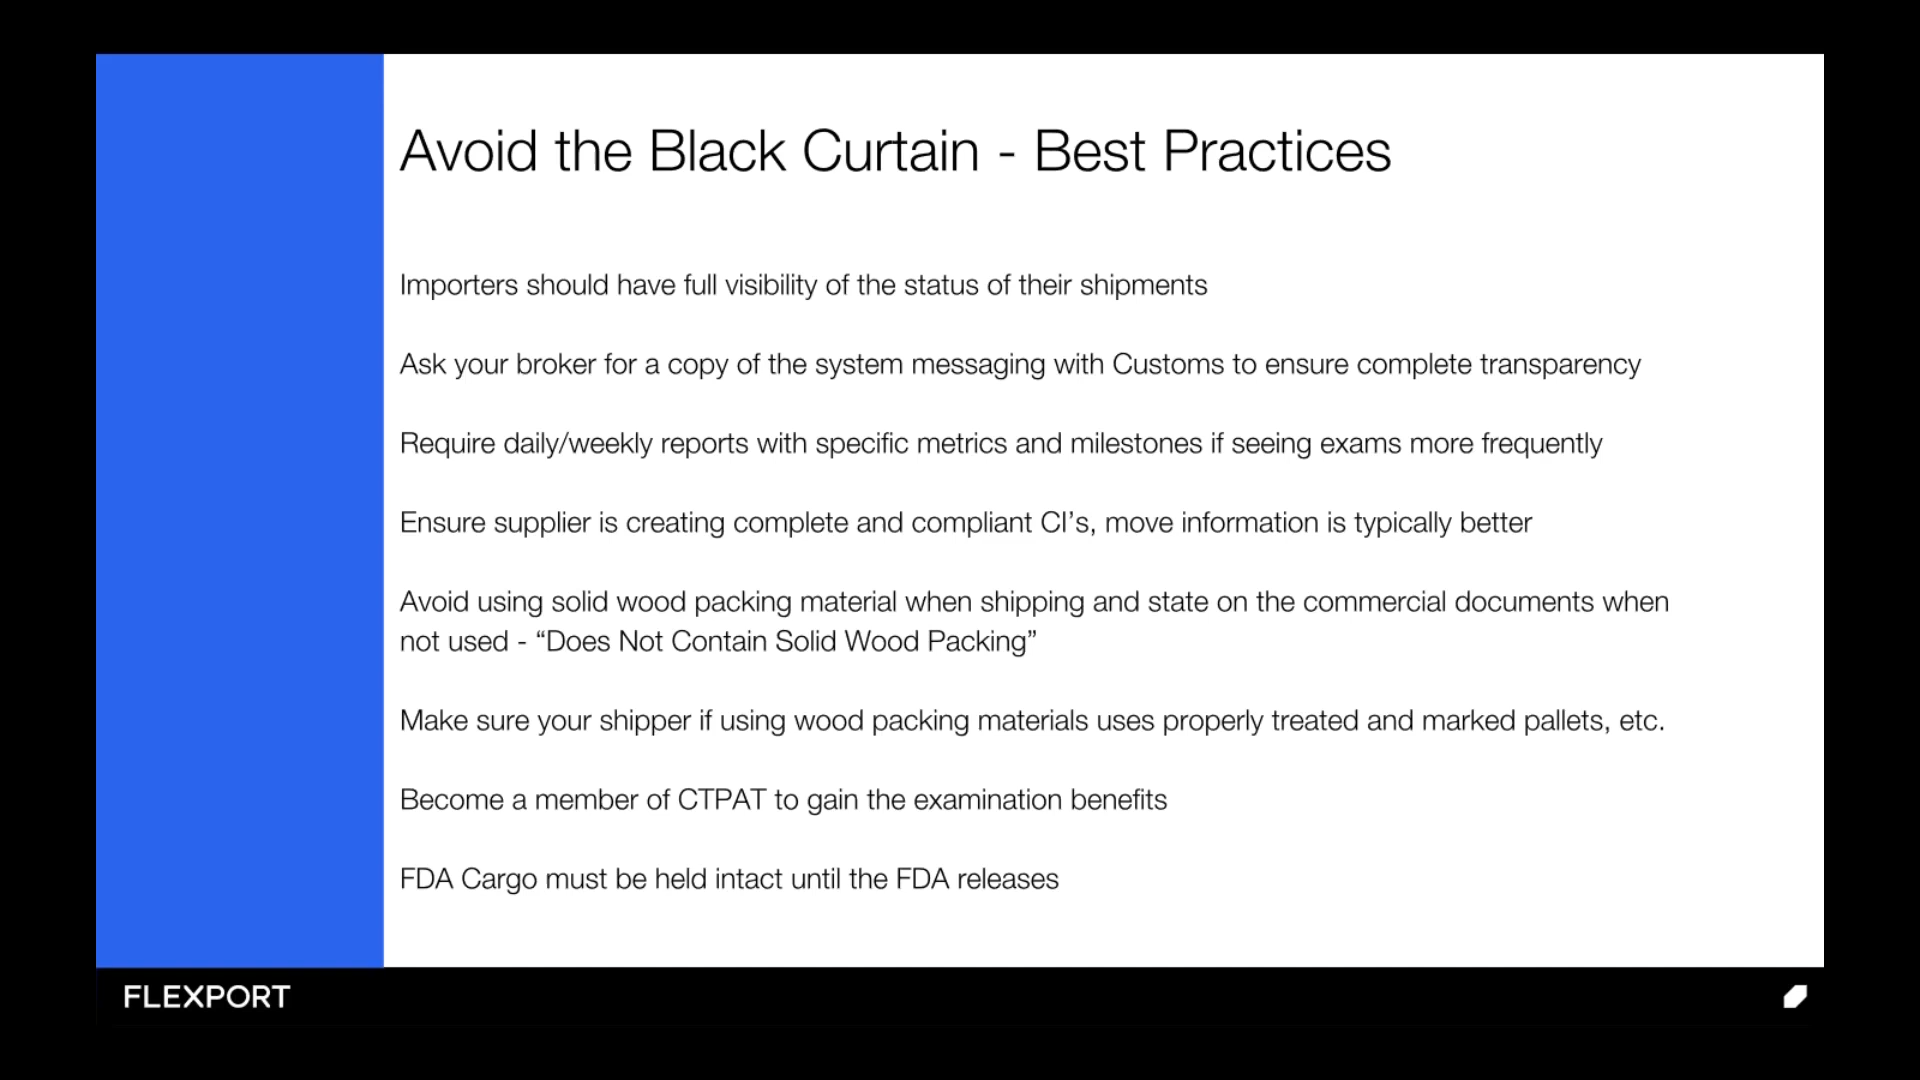 Avoid the Black Curtain - Best Practices
Importers should have full visibility of the status of their shipments
Ask your broker for a copy of the system messaging with Customs to ensure complete transparency
Require daily/weekly reports with specific metrics and milestones if seeing exams more frequently
Ensure supplier is creating complete and compliant CI’s, move information is typically better
Avoid using solid wood packing material when shipping and state on the commercial documents when
not used - “Does Not Contain Solid Wood Packing”
Make sure your shipper if using wood packing materials uses properly treated and marked pallets, etc.
Become a member of CTPAT to gain the examination benefits
FDA Cargo must be held intact until the FDA releases
FLEXPORT